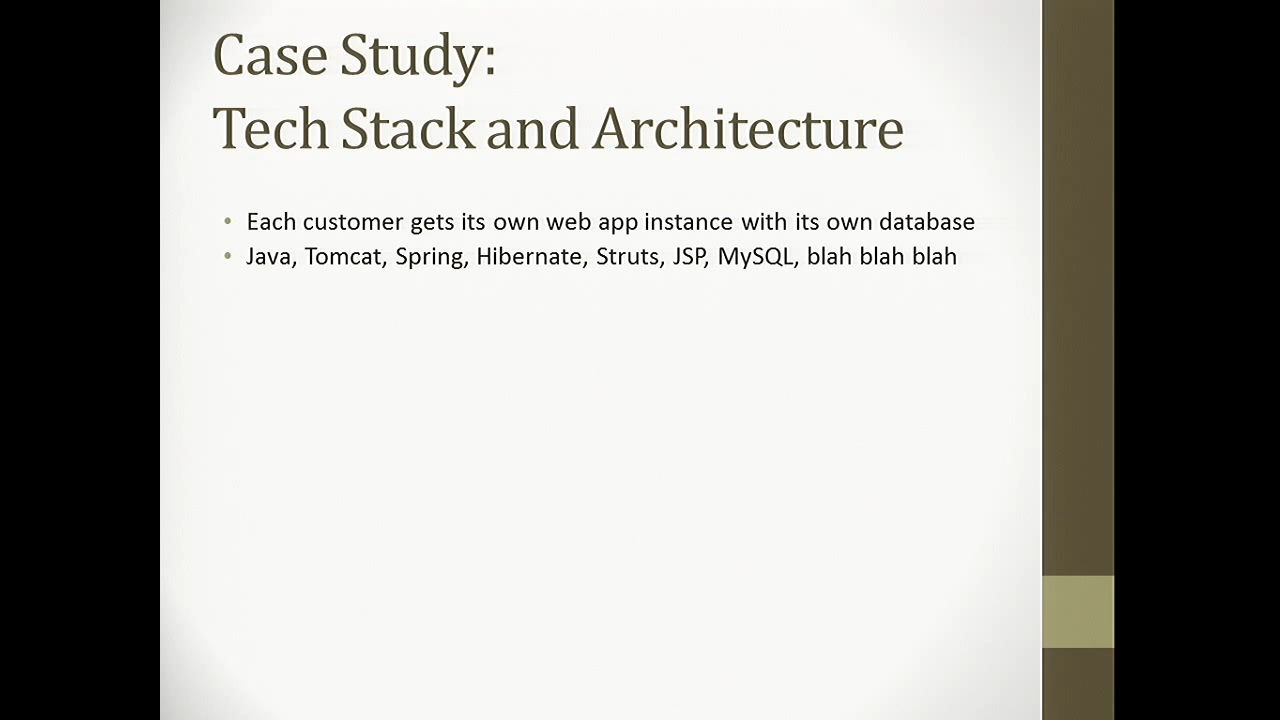 Case Study:
Tech Stack and Architecture
• Each customer gets its own web app instance with its own database
• Java, Tomcat, Spring, Hibernate, Struts, JSP, MySQL, blah blah blah